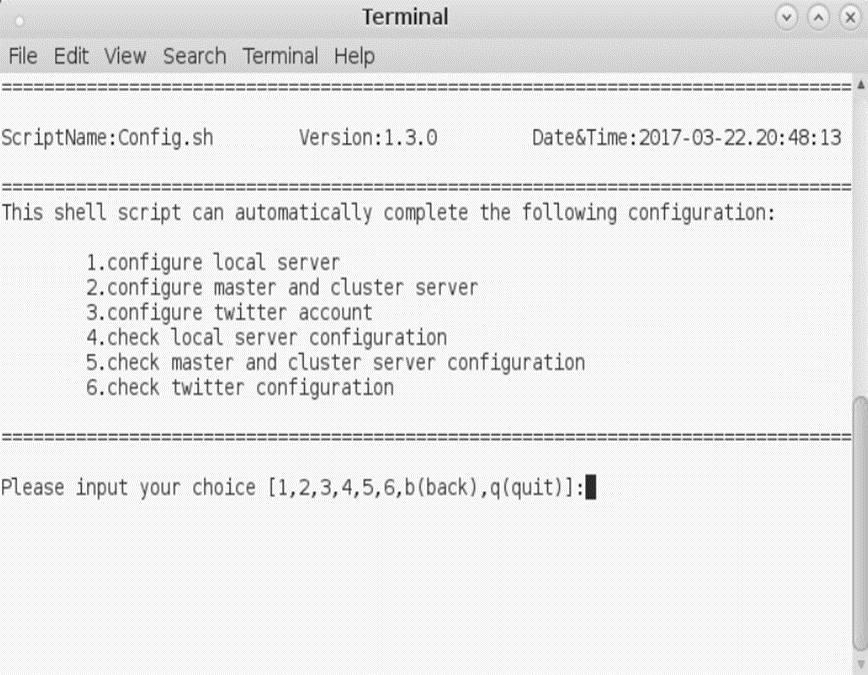 Terminal
File Edit View Search Terminal Help
================================================================================
ScriptName:Config.sh        Version:1.3.0         Date&Time:2017-03-22.20:48:13
================================================================================
This shell script can automatically complete the following configuration:
1.configure local server
2.configure master and cluster server
3.configure twitter account
4.check local server configuration
5.check master and cluster server configuration
6.check twitter configuration
================================================================================
Please input your choice [1,2,3,4,5,6,b(back),q(quit)]: